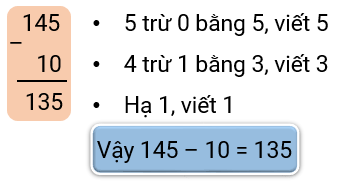 145
–
10
135
• 5 trừ 0 bằng 5, viết 5
• 4 trừ 1 bằng 3, viết 3
• Hạ 1, viết 1
Vậy 145 – 10 = 135